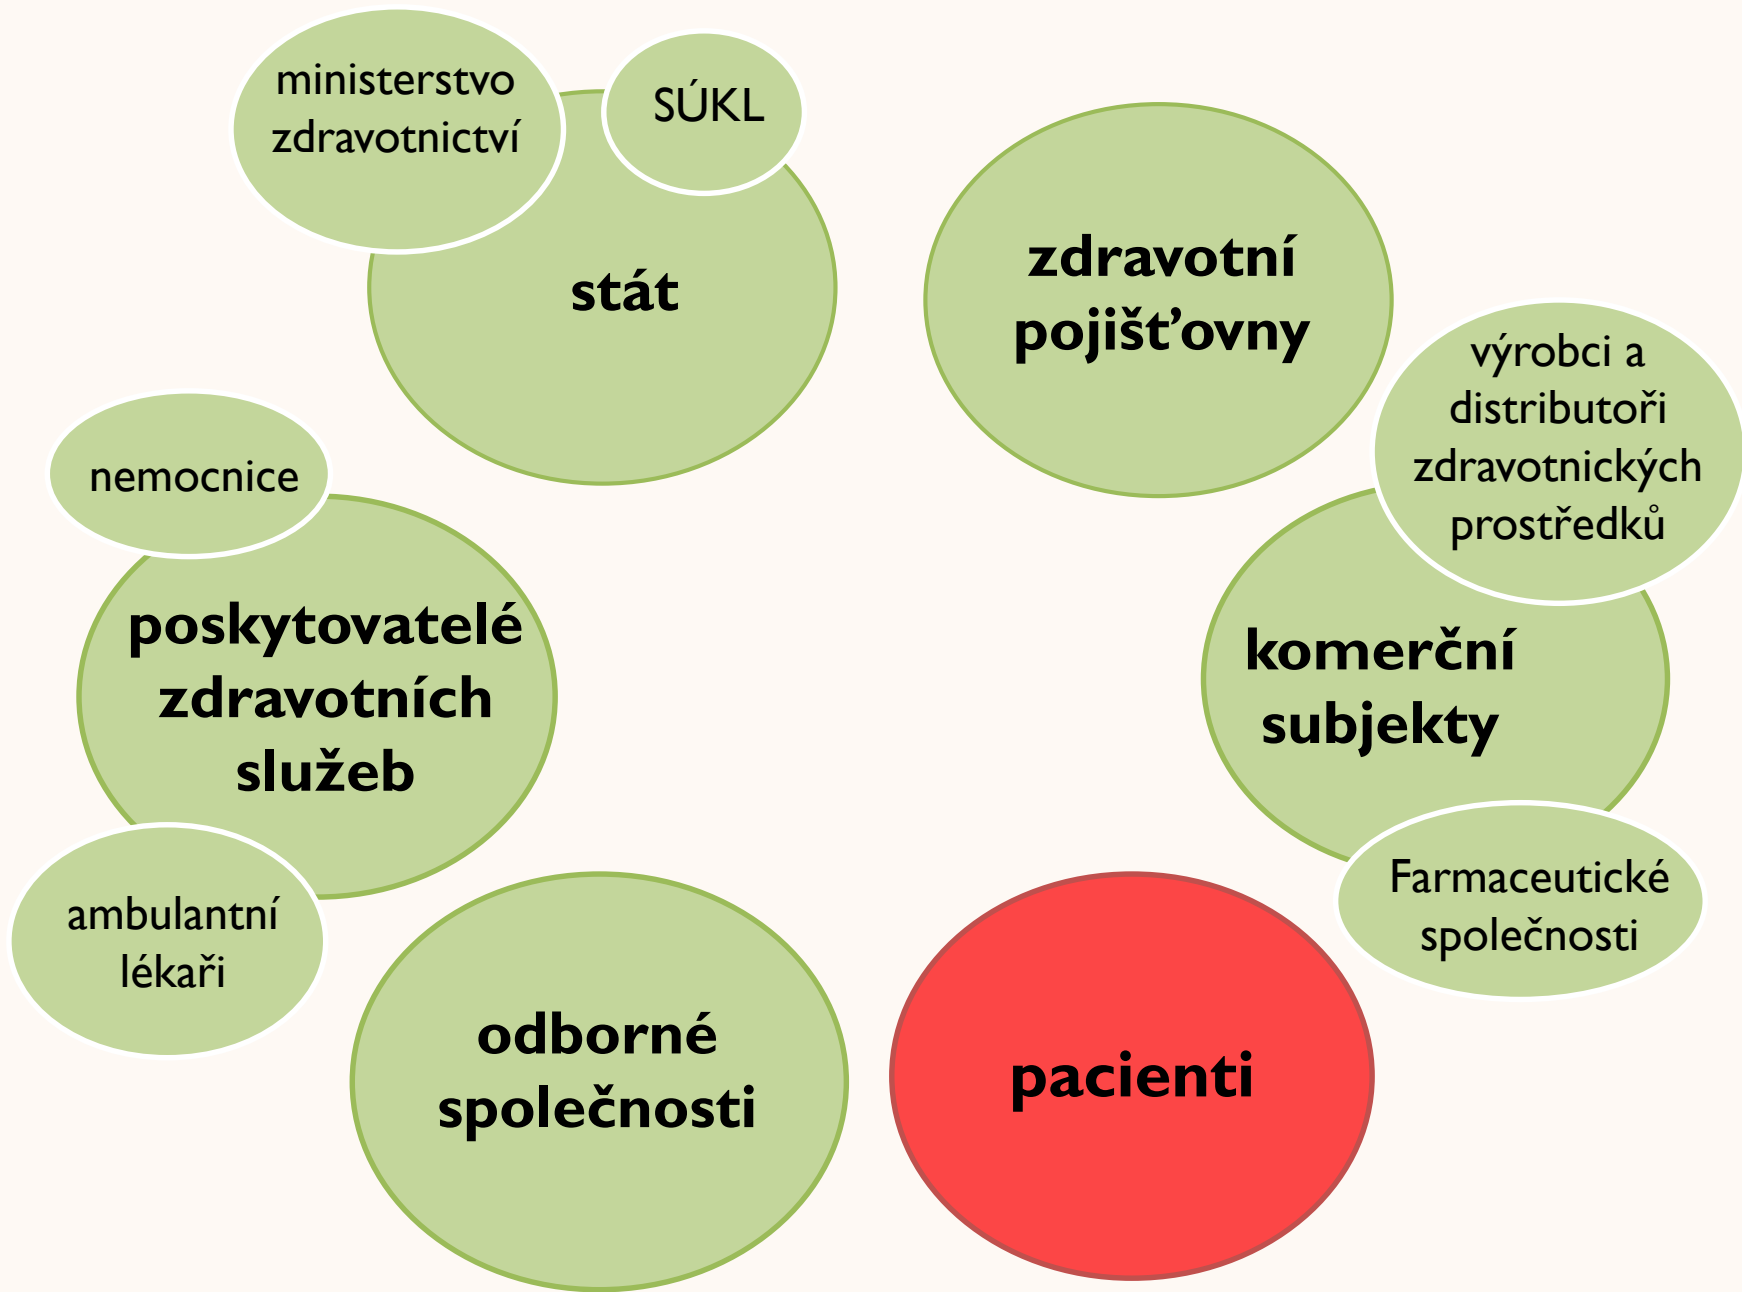 ministerstvo
zdravotnictví
SÚKL
stát
zdravotní
pojišťovny
výrobci a
distributoři
zdravotnických
prostředků
nemocnice
poskytovatelé
zdravotních
služeb
komerční
subjekty
ambulantní
lékaři
Farmaceutické
společnosti
odborné
společnosti
pacienti